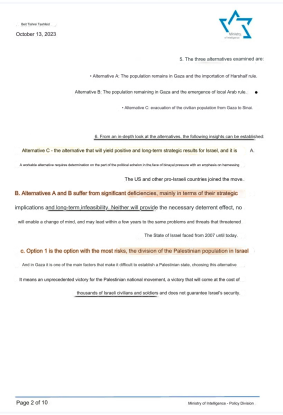 October 13, 2023
Ministry
of Intelligence
5. The three alternatives examined are:
• Alternative A: The population remains in Gaza and the importation of Harshaif rule.
Alternative B: The population remaining in Gaza and the emergence of local Arab rule. •
• Alternative C: evacuation of the civilian population from Gaza to Sinai.
6. From an in-depth look at the alternatives, the following insights can be established:
Alternative C - the alternative that will yield positive and long-term strategic results for Israel, and it is A.
A workable alternative requires determination on the part of the political echelon in the face of international pressure with an emphasis on harnessing
The US and other pro-Israeli countries joined the move.
B. Alternatives A and B suffer from significant deficiencies, mainly in terms of their strategic
implications and long-term infeasibility. Neither will provide the necessary deterrent effect, no
will enable a change of mind, and may lead within a few years to the same problems and threats that threatened
The State of Israel faced from 2007 until today.
c. Option 1 is the option with the most risks, the division of the Palestinian population in Israel
And in Gaza it is one of the main factors that make it difficult to establish a Palestinian state, choosing this alternative
It means an unprecedented victory for the Palestinian national movement, a victory that will come at the cost of
thousands of Israeli civilians and soldiers and does not guarantee Israel's security.
Page 2 of 10
Ministry of Intelligence - Policy Division